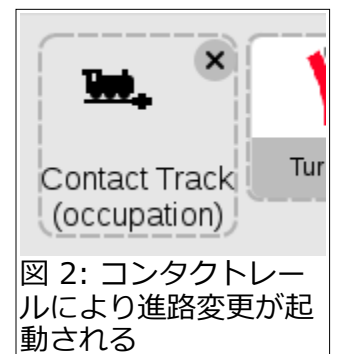 Contact Track
(occupation)
Tur
図 2: コンタクトレー
ルにより進路変更が起
動される